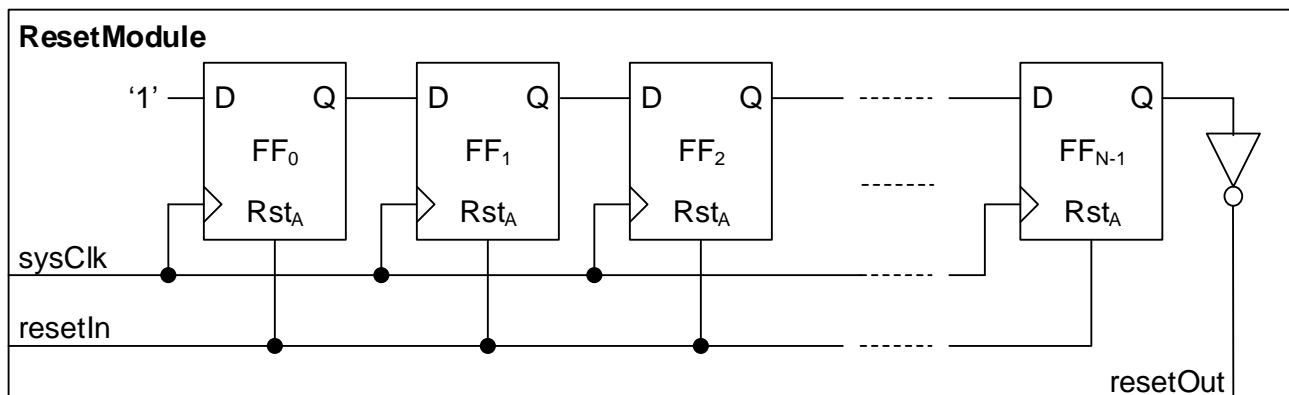 ResetModule
‘1’ D Q D Q D Q D Q
FF0 FF1 FF2 FFN-1
RstA RstA RstA RstA
sysClk
resetIn
resetOut